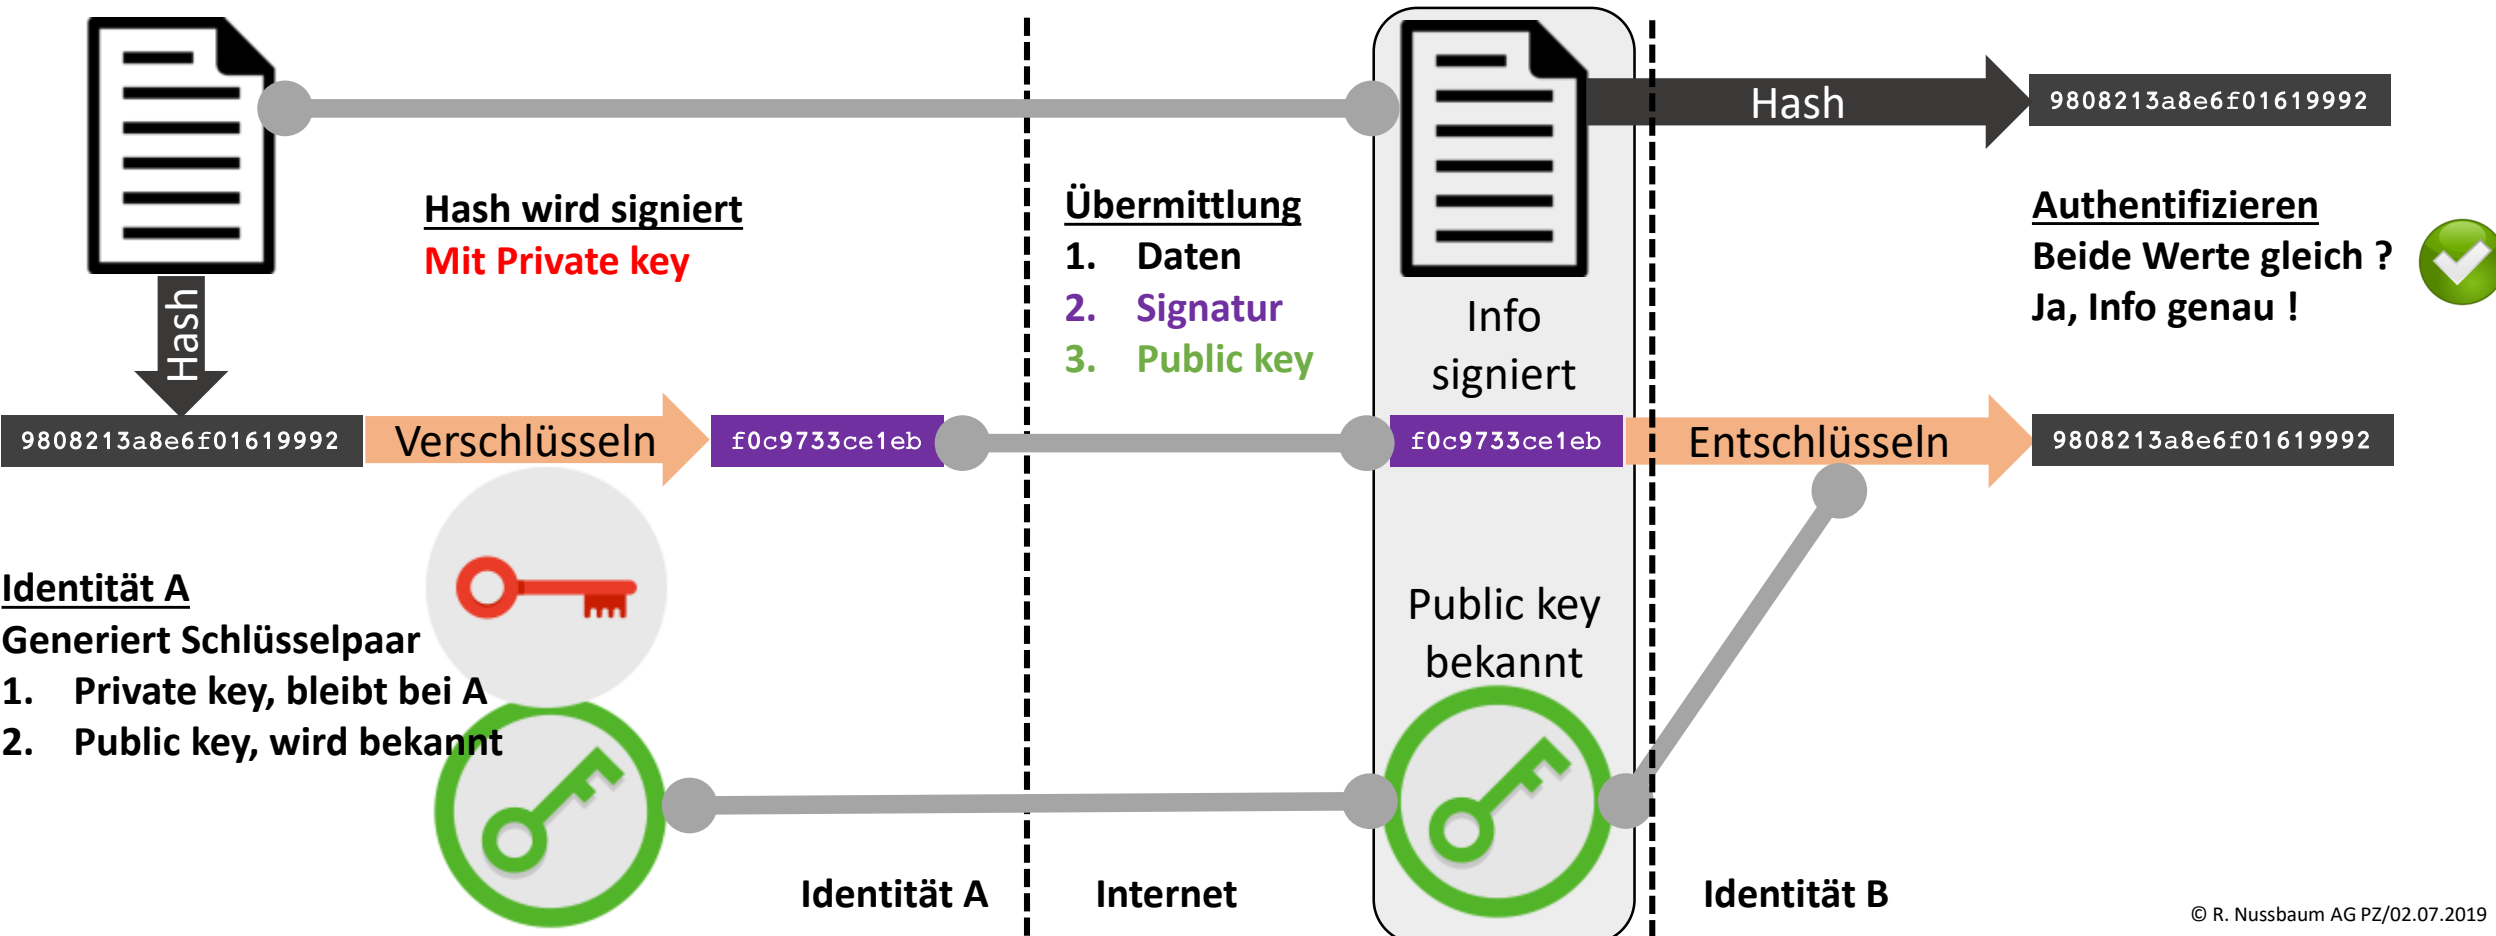 Hash
9808213a8e6f01619992
Hash wird signiert
Mit Private key
Übermittlung
1. Daten
2. Signatur
3. Public key
Authentifizieren
Beide Werte gleich ?
Ja, Info genau !
Hash
Info
signiert
9808213a8e6f01619992
Verschlüsseln
f0c9733ce1eb
f0c9733ce1eb
Entschlüsseln
9808213a8e6f01619992
Identität A
Generiert Schlüsselpaar
1. Private key, bleibt bei A
2. Public key, wird bekannt
Public key
bekannt
Identität A
Internet
Identität B
© R. Nussbaum AG PZ/02.07.2019